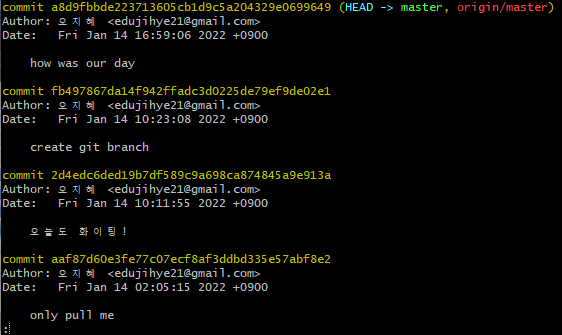 commit a8d9fbbde223713605cb1d9c5a204329e0699649 (HEAD -> master, origin/master)
Author: 오지혜 <edujihye21@gmail.com>
Date:   Fri Jan 14 16:59:06 2022 +0900
how was our day
commit fb497867da14f942ffadc3d0225de79ef9de02e1
Author: 오지혜 <edujihye21@gmail.com>
Date:   Fri Jan 14 10:23:08 2022 +0900
create git branch
commit 2d4edc6ded19b7df589c9a698ca874845a9e913a
Author: 오지혜 <edujihye21@gmail.com>
Date:   Fri Jan 14 10:11:55 2022 +0900
오늘도 화이팅!
commit aaf87d60e3fe77c07ecf8af3ddbd335e57abf8e2
Author: 오지혜 <edujihye21@gmail.com>
Date:   Fri Jan 14 02:05:15 2022 +0900
only pull me
: